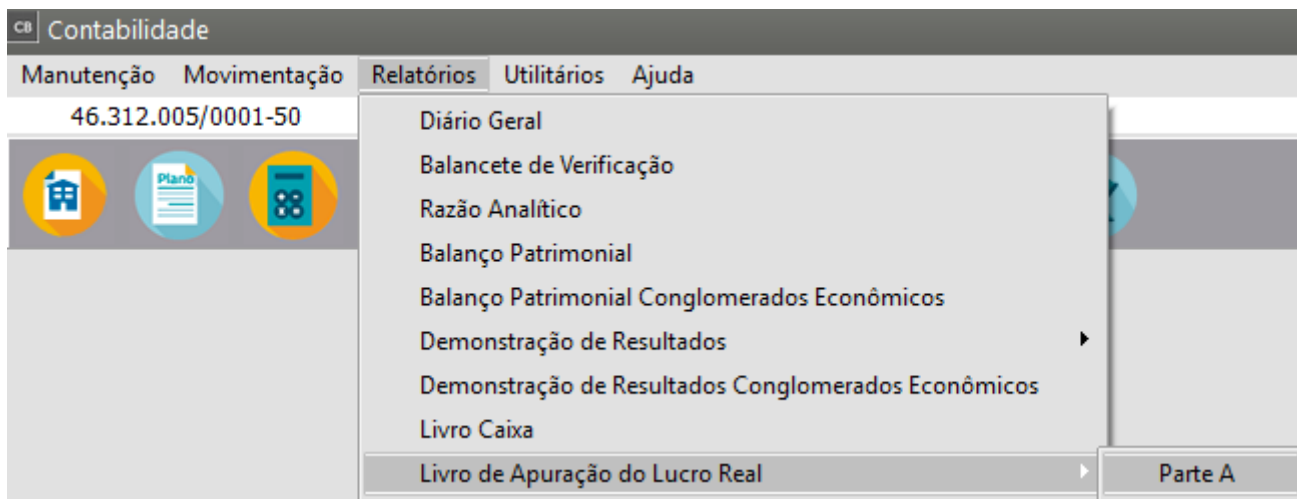 CB Contabilidade
Manutenção Movimentação Relatórios Utilitários Ajuda
46.312.005/0001-50
Plano
Diário Geral
Balancete de Verificação
Razão Analítico
Balanço Patrimonial
Balanço Patrimonial Conglomerados Econômicos
Demonstração de Resultados
Demonstração de Resultados Conglomerados Econômicos
Livro Caixa
Livro de Apuração do Lucro Real Parte A